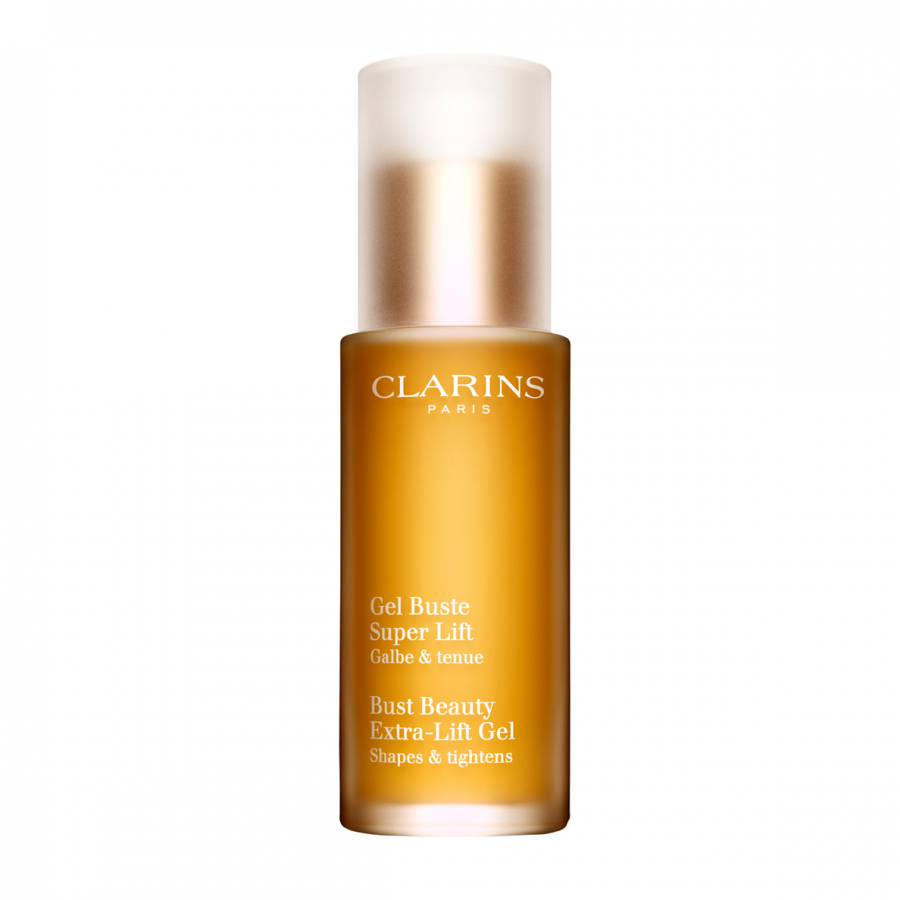 CLARINS
PARIS
Gel Buste
Super Lift
Galbe & tenue
Bust Beauty
Extra-Lift Gel
Shapes & tightens